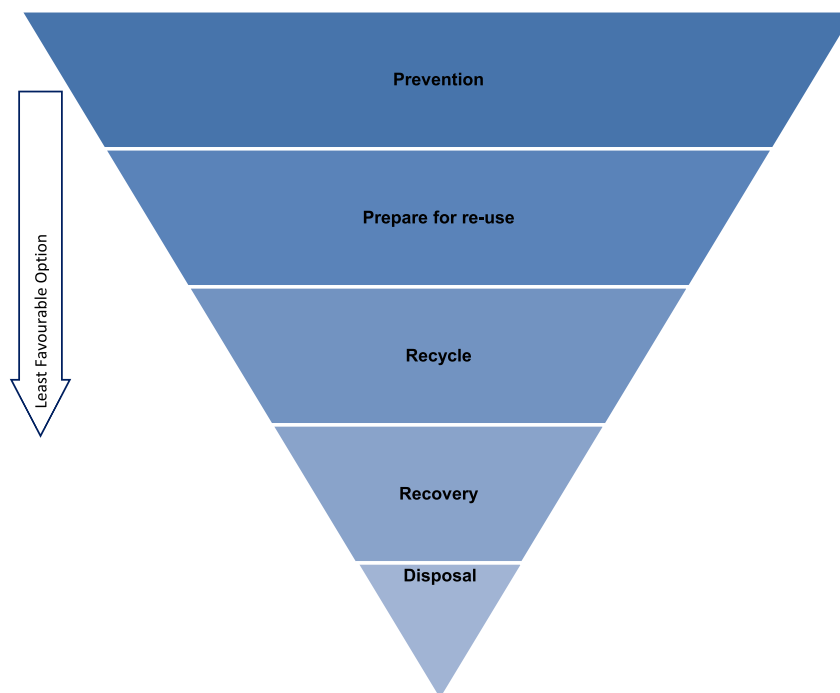 Prevention
Prepare for re-use
Least Favourable Option
Recycle
Recovery
Disposal